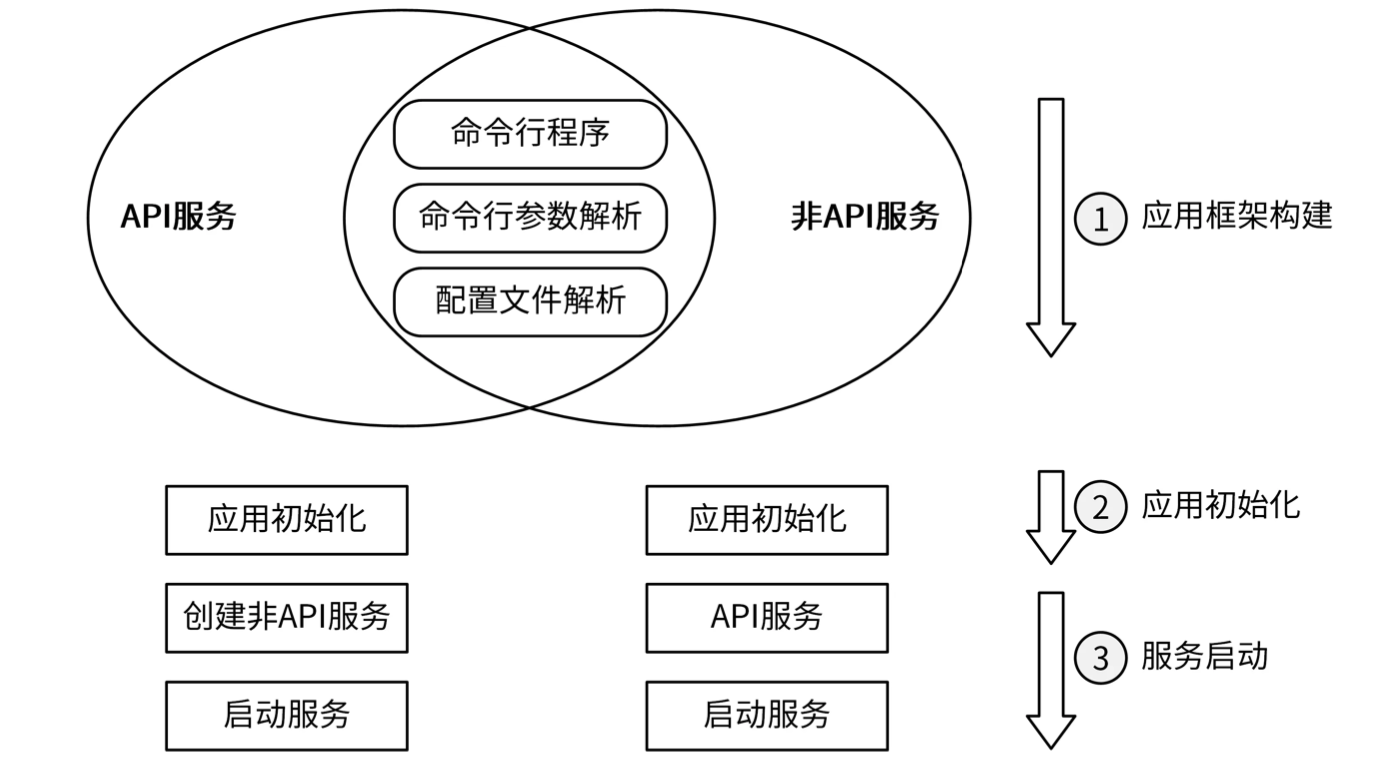 命令行程序
API服务
命令行参数解析
非API服务
1 应用框架构建
配置文件解析
应用初始化
应用初始化
2 应用初始化
创建非API服务
API服务
3 服务启动
启动服务
启动服务